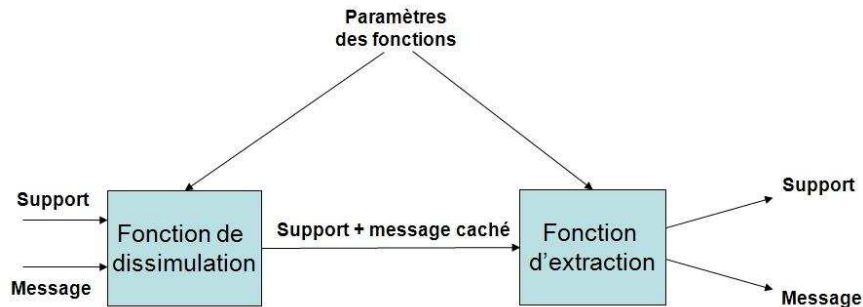 Paramètres
des fonctions
Support
Message
Fonction de
dissimulation
Support + message caché
Fonction
d'extraction
Support
Message